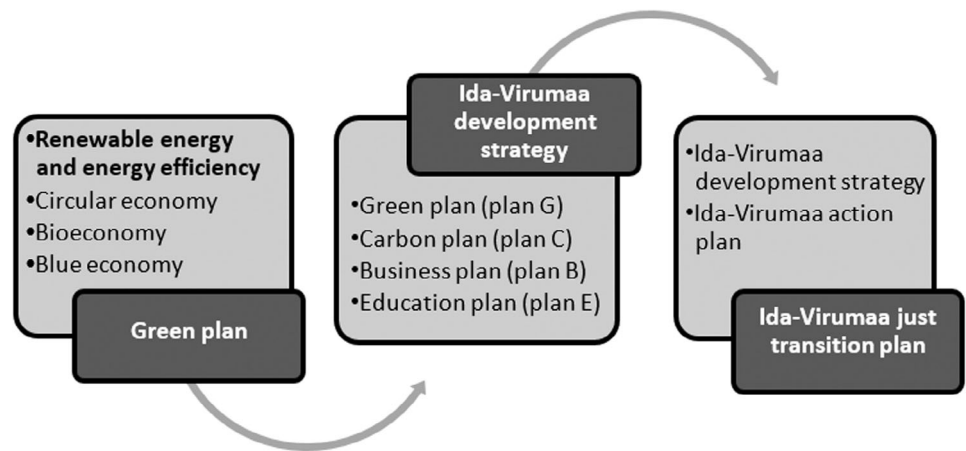 •Renewable energy
and energy efficiency
•Circular economy
•Bioeconomy
•Blue economy
Green plan
Ida-Virumaa
development
strategy
•Green plan (plan G)
•Carbon plan (plan C)
•Business plan (plan B)
•Education plan (plan E)
•Ida-Virumaa
development strategy
•Ida-Virumaa action
plan
Ida-Virumaa just
transition plan